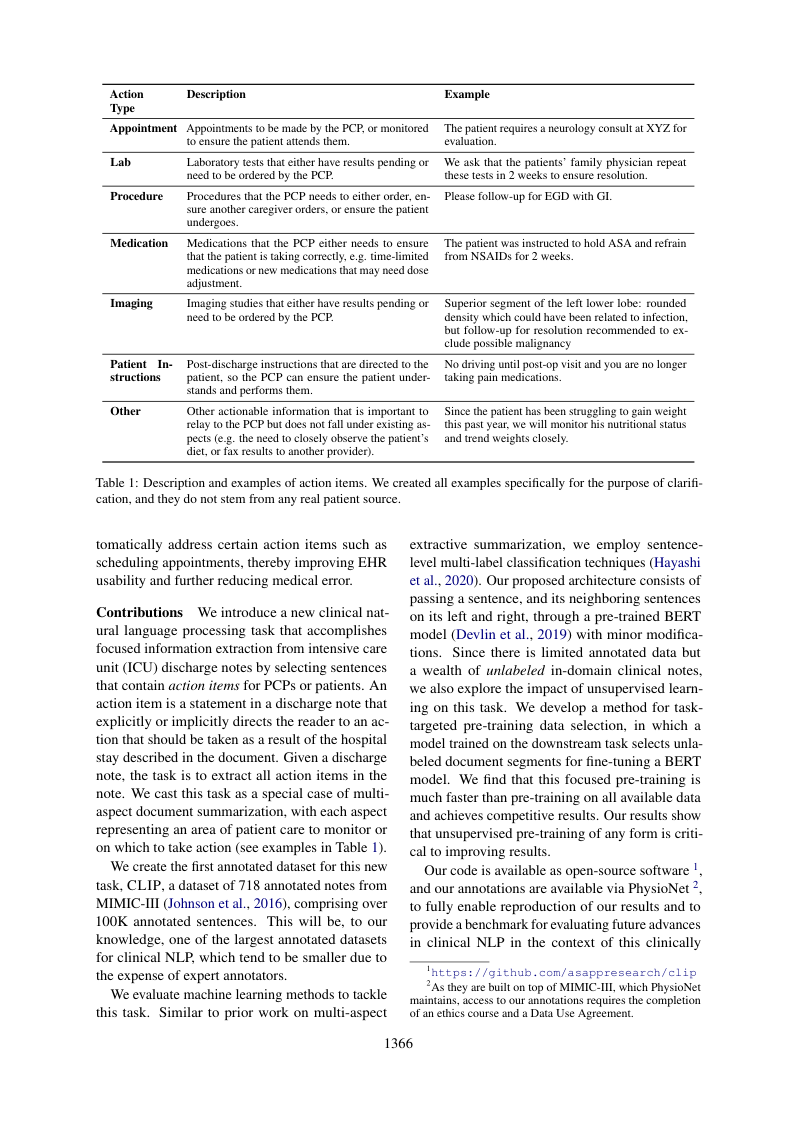 Action
Type
Description
Example
Appointment
Appointments to be made by the PCP, or monitored
to ensure the patient attends them.
The patient requires a neurology consult at XYZ for
evaluation.
Lab
Laboratory tests that either have results pending or
need to be ordered by the PCP.
We ask that the patients' family physician repeat
these tests in 2 weeks to ensure resolution.
Procedure
Procedures that the PCP needs to either order, en-
sure another caregiver orders, or ensure the patient
undergoes.
Please follow-up for EGD with GI.
Medication
Medications that the PCP either needs to ensure
that the patient is taking correctly, e.g. time-limited
medications or new medications that may need dose
adjustment.
The patient was instructed to hold ASA and refrain
from NSAIDs for 2 weeks.
Imaging
Imaging studies that either have results pending or
need to be ordered by the PCP.
Superior segment of the left lower lobe: rounded
density which could have been related to infection,
but follow-up for resolution recommended to ex-
clude possible malignancy
Patient In-
structions
Post-discharge instructions that are directed to the
patient, so the PCP can ensure the patient under-
stands and performs them.
No driving until post-op visit and you are no longer
taking pain medications.
Other
Other actionable information that is important to
relay to the PCP but does not fall under existing as-
pects (e.g. the need to closely observe the patient's
diet, or fax results to another provider).
Since the patient has been struggling to gain weight
this past year, we will monitor his nutritional status
and trend weights closely.
Table 1: Description and examples of action items. We created all examples specifically for the purpose of clarifi-
cation, and they do not stem from any real patient source.
tomatically address certain action items such as
scheduling appointments, thereby improving EHR
usability and further reducing medical error.
Contributions We introduce a new clinical nat-
ural language processing task that accomplishes
focused information extraction from intensive care
unit (ICU) discharge notes by selecting sentences
that contain action items for PCPs or patients. An
action item is a statement in a discharge note that
explicitly or implicitly directs the reader to an ac-
tion that should be taken as a result of the hospital
stay described in the document. Given a discharge
note, the task is to extract all action items in the
note. We cast this task as a special case of multi-
aspect document summarization, with each aspect
representing an area of patient care to monitor or
on which to take action (see examples in Table 1).
We create the first annotated dataset for this new
task, CLIP, a dataset of 718 annotated notes from
MIMIC-III (Johnson et al., 2016), comprising over
100K annotated sentences. This will be, to our
knowledge, one of the largest annotated datasets
for clinical NLP, which tend to be smaller due to
the expense of expert annotators.
We evaluate machine learning methods to tackle
this task. Similar to prior work on multi-aspect
extractive summarization, we employ sentence-
level multi-label classification techniques (Hayashi
et al., 2020). Our proposed architecture consists of
passing a sentence, and its neighboring sentences
on its left and right, through a pre-trained BERT
model (Devlin et al., 2019) with minor modifica-
tions. Since there is limited annotated data but
a wealth of unlabeled in-domain clinical notes,
we also explore the impact of unsupervised learn-
ing on this task. We develop a method for task-
targeted pre-training data selection, in which a
model trained on the downstream task selects unla-
beled document segments for fine-tuning a BERT
model. We find that this focused pre-training is
much faster than pre-training on all available data
and achieves competitive results. Our results show
that unsupervised pre-training of any form is criti-
cal to improving results.
Our code is available as open-source software 1,
and our annotations are available via PhysioNet 2,
to fully enable reproduction of our results and to
provide a benchmark for evaluating future advances
in clinical NLP in the context of this clinically
1https://github.com/asappresearch/clip
2As they are built on top of MIMIC-III, which PhysioNet
maintains, access to our annotations requires the completion
of an ethics course and a Data Use Agreement.
1366